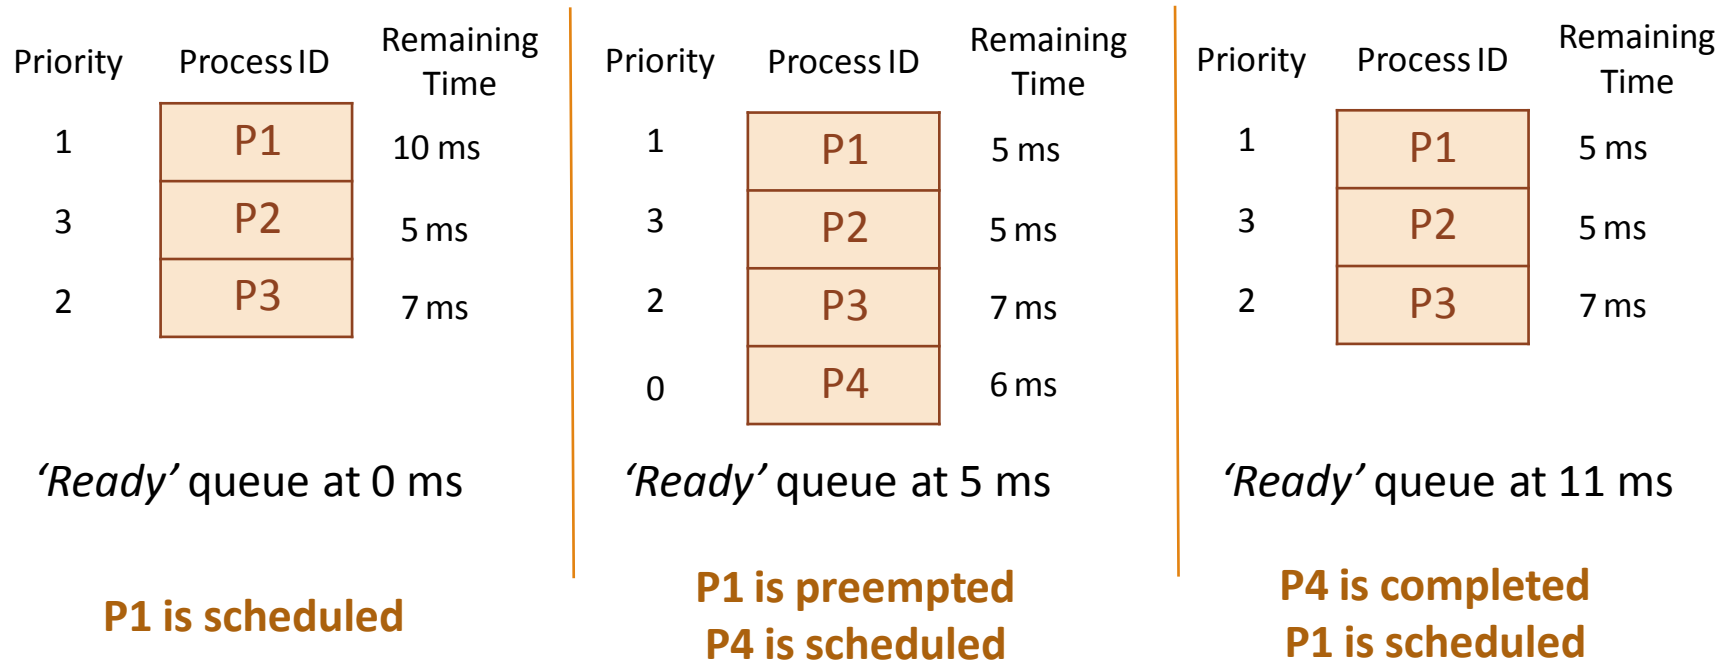 Priority Process ID Remaining Time
1 P1 10 ms
3 P2 5 ms
2 P3 7 ms
‘Ready’ queue at 0 ms
P1 is scheduled
Priority Process ID Remaining Time
1 P1 5 ms
3 P2 5 ms
2 P3 7 ms
0 P4 6 ms
‘Ready’ queue at 5 ms
P1 is preempted
P4 is scheduled
Priority Process ID Remaining Time
1 P1 5 ms
3 P2 5 ms
2 P3 7 ms
‘Ready’ queue at 11 ms
P4 is completed
P1 is scheduled